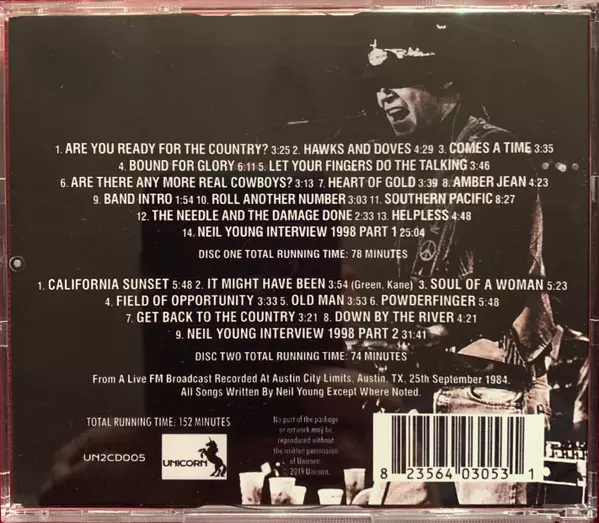 1. ARE YOU READY FOR THE COUNTRY? 3:25 2. HAWKS AND DOVES 4:29 3. COMES A TIME 3:35
4. BOUND FOR GLORY 6:11 5. LET YOUR FINGERS DO THE TALKING 3:46
6. ARE THERE ANY MORE REAL COWBOYS? 3:13 7. HEART OF GOLD 3:39 8. AMBER JEAN 4:23
9. BAND INTRO 1:54 10. ROLL ANOTHER NUMBER 3:03 11. SOUTHERN PACIFIC 8:27
12. THE NEEDLE AND THE DAMAGE DONE 2:33 13. HELPLESS 4:48
14. NEIL YOUNG INTERVIEW 1998 PART 1 25:04
DISC ONE TOTAL RUNNING TIME: 78 MINUTES
1. CALIFORNIA SUNSET 5:48 2. IT MIGHT HAVE BEEN 3:54 (Green, Kane) 3. SOUL OF A WOMAN 5:23
4. FIELD OF OPPORTUNITY 3:33 5. OLD MAN 3:53 6. POWDERFINGER 5:48
7. GET BACK TO THE COUNTRY 3:21 8. DOWN BY THE RIVER 4:21
9. NEIL YOUNG INTERVIEW 1998 PART 2 31:41
DISC TWO TOTAL RUNNING TIME: 74 MINUTES
From A Live FM Broadcast Recorded At Austin City Limits. Austin, TX, 25th September 1984.
All Songs Written By Neil Young Except Where Noted.
TOTAL RUNNING TIME: 152 MINUTES
UN2CD005
UNICORN
No part of the package
or artwork may be
reproduced without
the written permission
of Unicorn.
©2019 Unicorn.
8 23564 03053 1